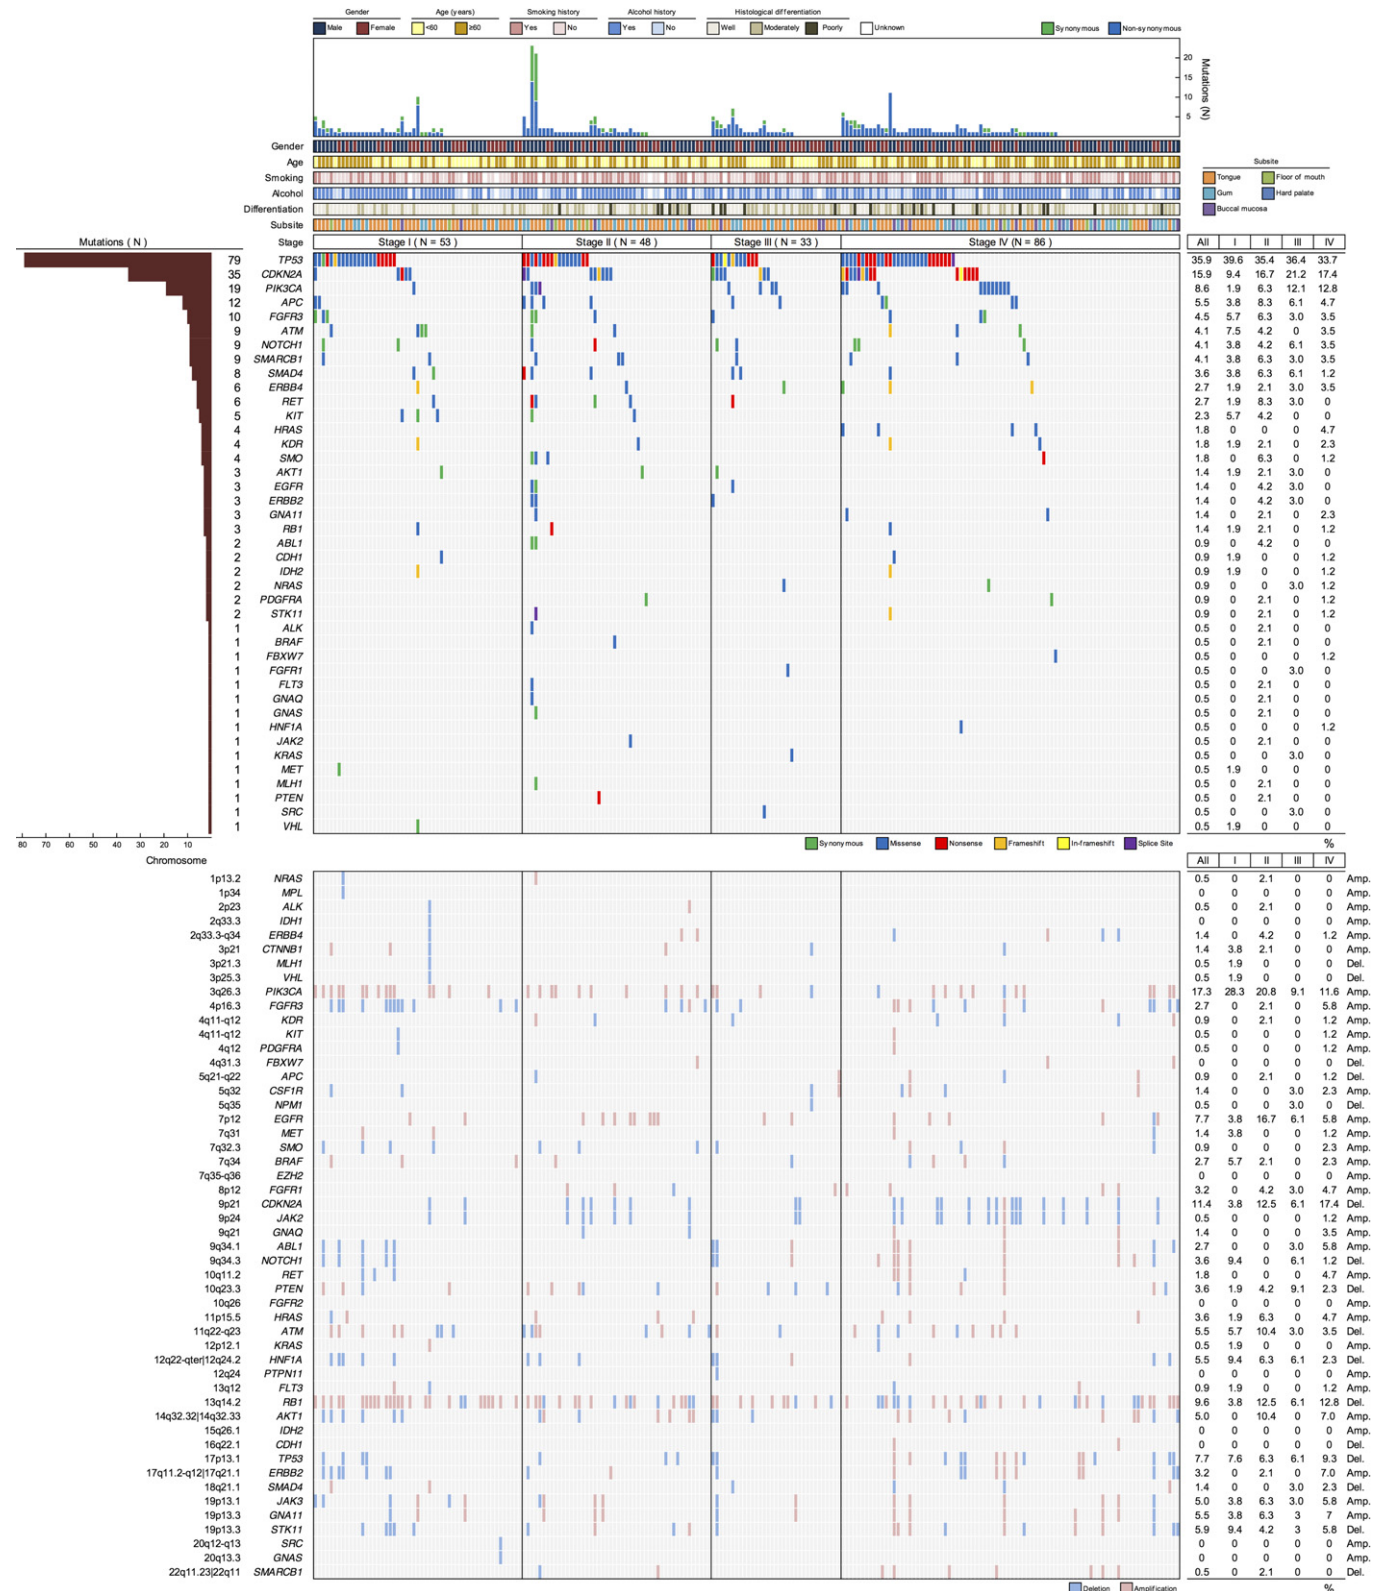 Gender Age (years) Smoking history Alcohol history Histological differentiation
Male Female <60 ≥60 Yes No Yes No Well Moderately Poorly Unknown Synonymous Non-synonymous
20
15
10
5
Mutations (N)
Gender
Age
Smoking
Alcohol
Differentiation
Subsite
Subsite
Tongue Floor of mouth
Gum Hard palate
Buccal mucosa
Mutations ( N ) Stage Stage I ( N = 53 ) Stage II ( N = 48 ) Stage III ( N = 33 ) Stage IV (N = 86 ) All I II III IV
79 TP53 35.9 39.6 35.4 36.4 33.7
35 CDKN2A 15.9 9.4 16.7 21.2 17.4
19 PIK3CA 8.6 1.9 6.3 12.1 12.8
12 APC 5.5 3.8 8.3 6.1 4.7
10 FGFR3 4.5 5.7 6.3 3.0 3.5
9 ATM 4.1 7.5 4.2 0 3.5
9 NOTCH1 4.1 3.8 4.2 6.1 3.5
9 SMARCB1 4.1 3.8 6.3 3.0 3.5
8 SMAD4 3.6 3.8 6.3 6.1 1.2
6 ERBB4 2.7 1.9 2.1 3.0 3.5
6 RET 2.7 1.9 8.3 3.0 0
5 KIT 2.3 5.7 4.2 0 0
4 HRAS 1.8 0 0 0 4.7
4 KDR 1.8 1.9 2.1 0 2.3
4 SMO 1.8 0 6.3 0 1.2
3 AKT1 1.4 1.9 2.1 3.0 0
3 EGFR 1.4 0 4.2 3.0 0
3 ERBB2 1.4 0 4.2 3.0 0
3 GNA11 1.4 0 2.1 0 2.3
3 RB1 1.4 1.9 2.1 0 1.2
2 ABL1 0.9 0 4.2 0 0
2 CDH1 0.9 1.9 0 0 1.2
2 IDH2 0.9 1.9 0 0 1.2
2 NRAS 0.9 0 0 3.0 1.2
2 PDGFRA 0.9 0 2.1 0 1.2
2 STK11 0.9 0 2.1 0 1.2
1 ALK 0.5 0 2.1 0 0
1 BRAF 0.5 0 2.1 0 0
1 FBXW7 0.5 0 0 0 1.2
1 FGFR1 0.5 0 0 3.0 0
1 FLT3 0.5 0 2.1 0 0
1 GNAQ 0.5 0 2.1 0 0
1 GNAS 0.5 0 2.1 0 0
1 HNF1A 0.5 0 0 0 1.2
1 JAK2 0.5 0 2.1 0 0
1 KRAS 0.5 0 0 3.0 0
1 MET 0.5 1.9 0 0 0
1 MLH1 0.5 0 2.1 0 0
1 PTEN 0.5 0 2.1 0 0
1 SRC 0.5 0 0 3.0 0
1 VHL 0.5 1.9 0 0 0
80 70 60 50 40 30 20 10 Synonymous Missense Nonsense Frameshift In-frameshift Splice Site %
Chromosome All I II III IV
1p13.2 NRAS 0.5 0 2.1 0 0 Amp.
1p34 MPL 0 0 0 0 0 Amp.
2p23 ALK 0.5 0 2.1 0 0 Amp.
2q33.3 IDH1 0 0 0 0 0 Amp.
2q33.3-q34 ERBB4 1.4 0 4.2 0 1.2 Amp.
3p21 CTNNB1 1.4 3.8 2.1 0 0 Amp.
3p21.3 MLH1 0.5 1.9 0 0 0 Del.
3p25.3 VHL 0.5 1.9 0 0 0 Del.
3q26.3 PIK3CA 17.3 28.3 20.8 9.1 11.6 Amp.
4p16.3 FGFR3 2.7 0 2.1 0 5.8 Amp.
4q11-q12 KDR 0.9 0 2.1 0 1.2 Amp.
4q11-q12 KIT 0.5 0 0 0 1.2 Amp.
4q12 PDGFRA 0.5 0 0 0 1.2 Amp.
4q31.3 FBXW7 0 0 0 0 0 Del.
5q21-q22 APC 0.9 0 2.1 0 1.2 Del.
5q32 CSF1R 1.4 0 0 3.0 2.3 Amp.
5q35 NPM1 0.5 0 0 3.0 0 Del.
7p12 EGFR 7.7 3.8 16.7 6.1 5.8 Amp.
7q31 MET 1.4 3.8 0 0 1.2 Amp.
7q32.3 SMO 0.9 0 0 0 2.3 Amp.
7q34 BRAF 2.7 5.7 2.1 0 2.3 Amp.
7q35-q36 EZH2 0 0 0 0 0 Amp.
8p12 FGFR1 3.2 0 4.2 3.0 4.7 Amp.
9p21 CDKN2A 11.4 3.8 12.5 6.1 17.4 Del.
9p24 JAK2 0.5 0 0 0 1.2 Amp.
9q21 GNAQ 1.4 0 0 0 3.5 Amp.
9q34.1 ABL1 2.7 0 0 3.0 5.8 Amp.
9q34.3 NOTCH1 3.6 9.4 0 6.1 1.2 Del.
10q11.2 RET 1.8 0 0 0 4.7 Amp.
10q23.3 PTEN 3.6 1.9 4.2 9.1 2.3 Del.
10q26 FGFR2 0 0 0 0 0 Amp.
11p15.5 HRAS 3.6 1.9 6.3 0 4.7 Amp.
11q22-q23 ATM 5.5 5.7 10.4 3.0 3.5 Del.
12p12.1 KRAS 0.5 0 0 0 1.2 Del.
12q22-qter|12q24.2 HNF1A 5.5 9.4 6.3 6.1 2.3 Del.
12q24 PTPN11 0 0 0 0 0 Amp.
13q12 FLT3 0.9 1.9 0 0 1.2 Amp.
13q14.2 RB1 9.6 3.8 12.5 6.1 12.8 Del.
14q32.32|14q32.33 AKT1 5.0 0 10.4 0 7.0 Amp.
15q26.1 IDH2 0 0 0 0 0 Amp.
16q22.1 CDH1 0 0 0 0 0 Del.
17p13.1 TP53 7.7 7.6 6.3 6.1 9.3 Del.
17q11.2-q12|17q21.1 ERBB2 3.2 0 2.1 0 7.0 Amp.
18q21.1 SMAD4 1.4 0 0 3.0 2.3 Del.
19p13.1 JAK3 5.0 3.8 6.3 3.0 5.8 Amp.
19p13.3 GNA11 5.5 3.8 6.3 3 7 Amp.
19p13.3 STK11 5.9 9.4 4.2 3 5.8 Del.
20q12-q13 SRC 0 0 0 0 0 Amp.
20q13.3 GNAS 0 0 0 0 0 Amp.
22q11.23|22q11 SMARCB1 0.5 0 2.1 0 0 Del.
Deletion Amplification %